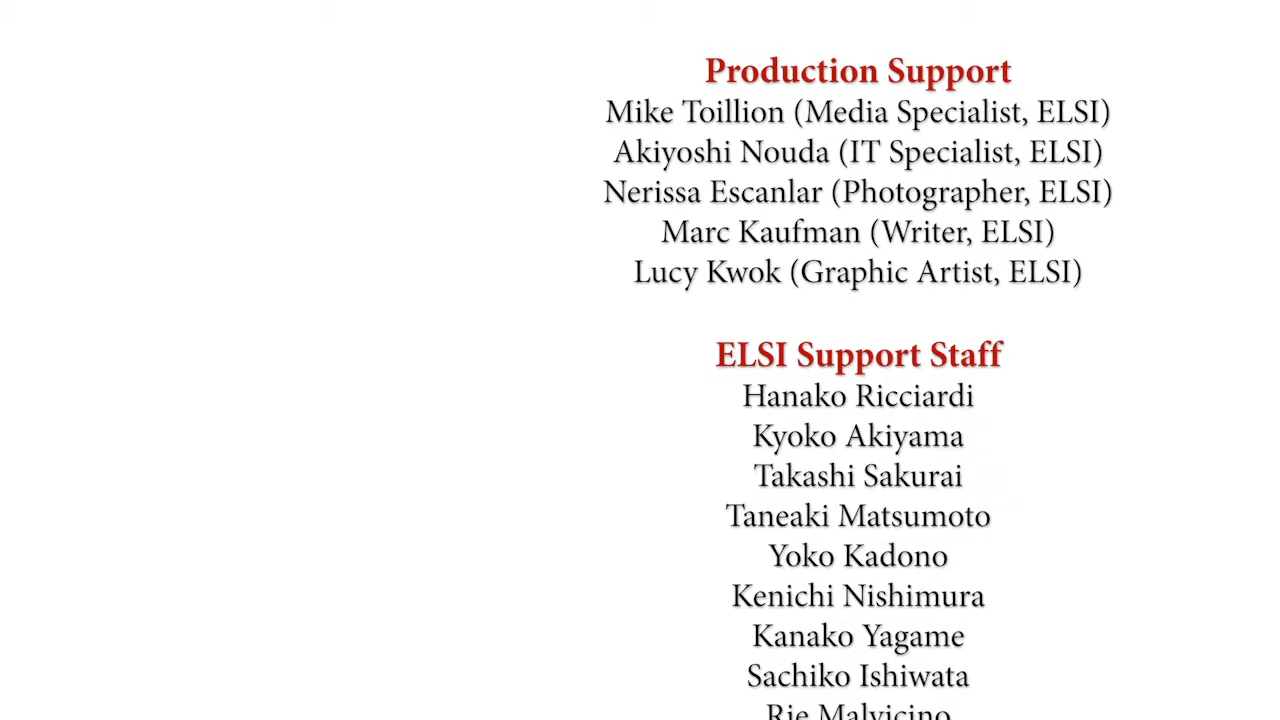 Production Support
Mike Toillion (Media Specialist, ELSI)
Akiyoshi Nouda (IT Specialist, ELSI)
Nerissa Escanlar (Photographer, ELSI)
Marc Kaufman (Writer, ELSI)
Lucy Kwok (Graphic Artist, ELSI)
ELSI Support Staff
Hanako Ricciardi
Kyoko Akiyama
Takashi Sakurai
Taneaki Matsumoto
Yoko Kadono
Kenichi Nishimura
Kanako Yagame
Sachiko Ishiwata
Rie Malvicino